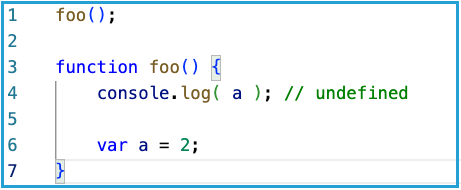 1 foo();
2
3 function foo() {
4     console.log( a ); // undefined
5
6     var a = 2;
7 }